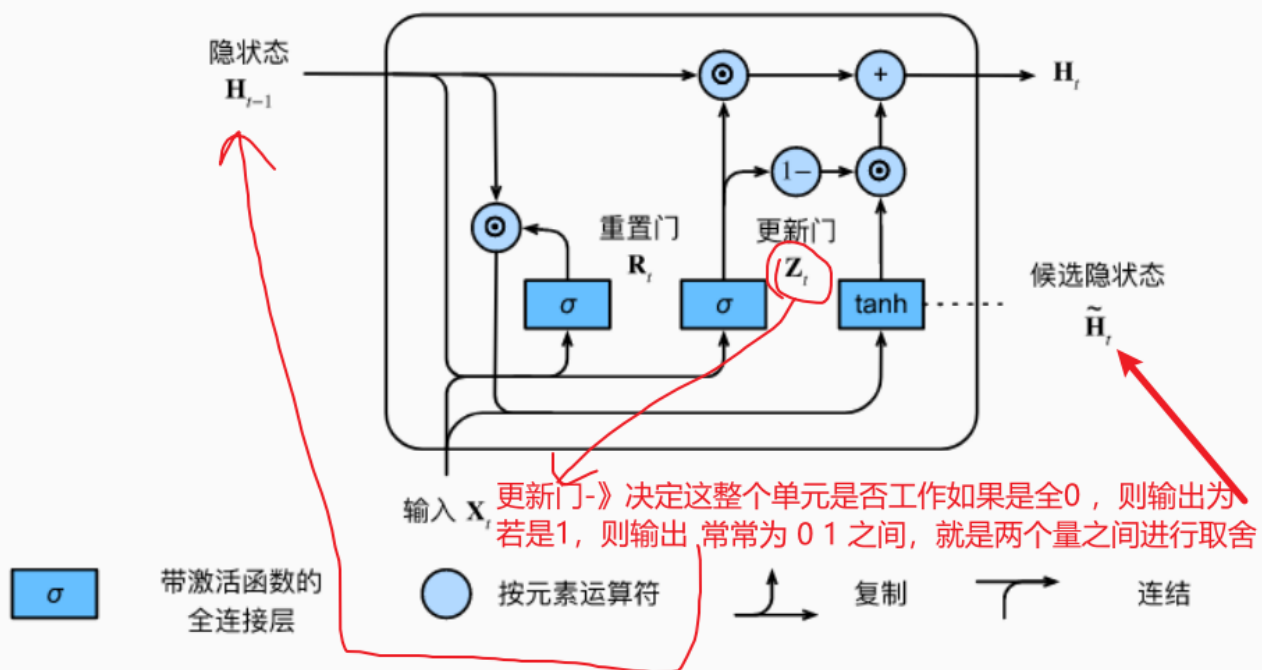 隐状态
H_{t-1}
H_t
+
1-
重置门
R_t
更新门
Z_t
σ
σ
tanh
候选隐状态
H̃_t
输入 X_t
更新门-》决定这整个单元是否工作如果是全0，则输出为
若是1，则输出 常常为 0 1 之间，就是两个量之间进行取舍
σ
带激活函数的
全连接层
按元素运算符
复制
连结